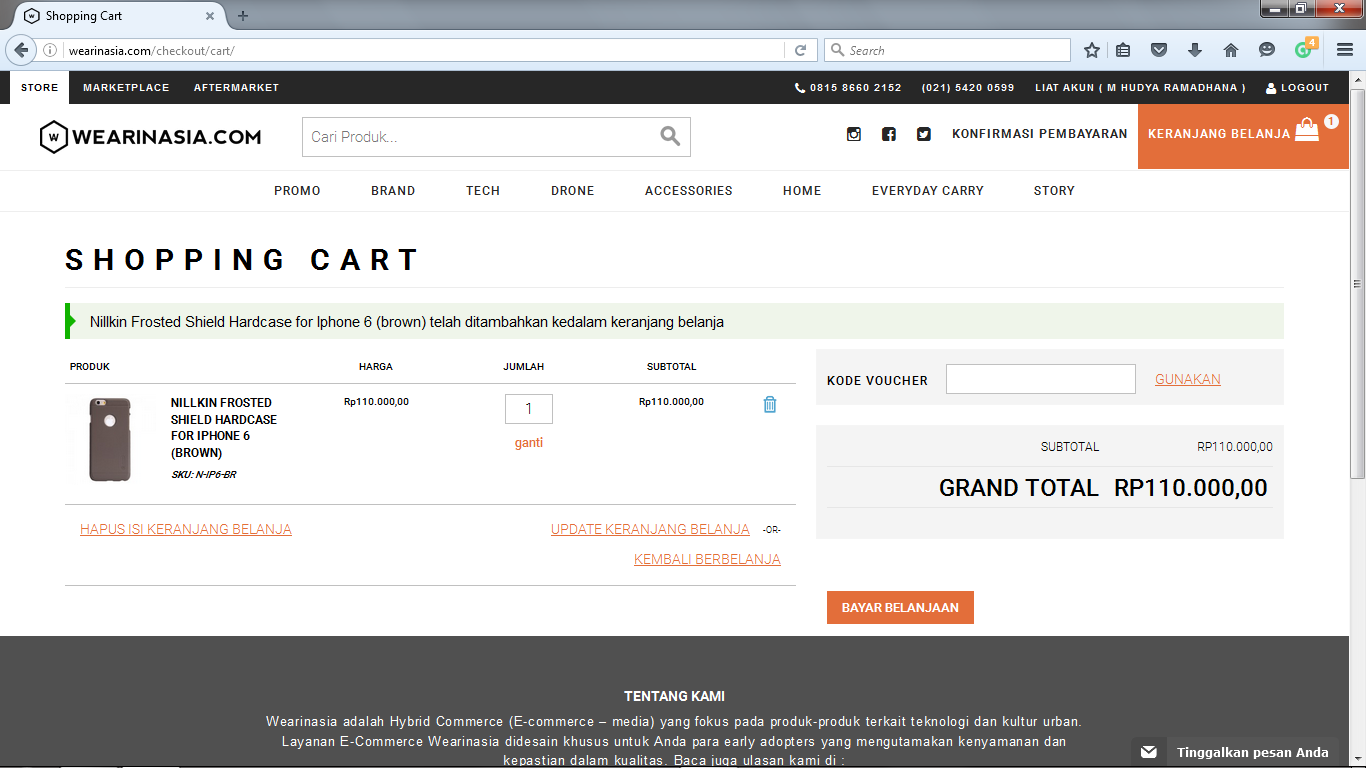 Shopping Cart
wearinasia.com/checkout/cart/
Search
4
STORE MARKETPLACE AFTERMARKET 0815 8660 2152 (021) 5420 0599 LIAT AKUN ( M HUDYA RAMADHANA ) LOGOUT
W WEARINASIA.COM
Cari Produk...
KONFIRMASI PEMBAYARAN
KERANJANG BELANJA 1
PROMO BRAND TECH DRONE ACCESSORIES HOME EVERYDAY CARRY STORY
SHOPPING CART
Nillkin Frosted Shield Hardcase for Iphone 6 (brown) telah ditambahkan kedalam keranjang belanja
PRODUK HARGA JUMLAH SUBTOTAL
NILLKIN FROSTED
SHIELD HARDCASE
FOR IPHONE 6
(BROWN)
SKU: N-IP6-BR
Rp110.000,00
1
ganti
Rp110.000,00
HAPUS ISI KERANJANG BELANJA
UPDATE KERANJANG BELANJA -OR-
KEMBALI BERBELANJA
KODE VOUCHER GUNAKAN
SUBTOTAL RP110.000,00
GRAND TOTAL RP110.000,00
BAYAR BELANJAAN
TENTANG KAMI
Wearinasia adalah Hybrid Commerce (E-commerce – media) yang fokus pada produk-produk terkait teknologi dan kultur urban.
Layanan E-Commerce Wearinasia didesain khusus untuk Anda para early adopters yang mengutamakan kenyamanan dan
kepastian dalam kualitas. Baca juga ulasan kami di :
Tinggalkan pesan Anda